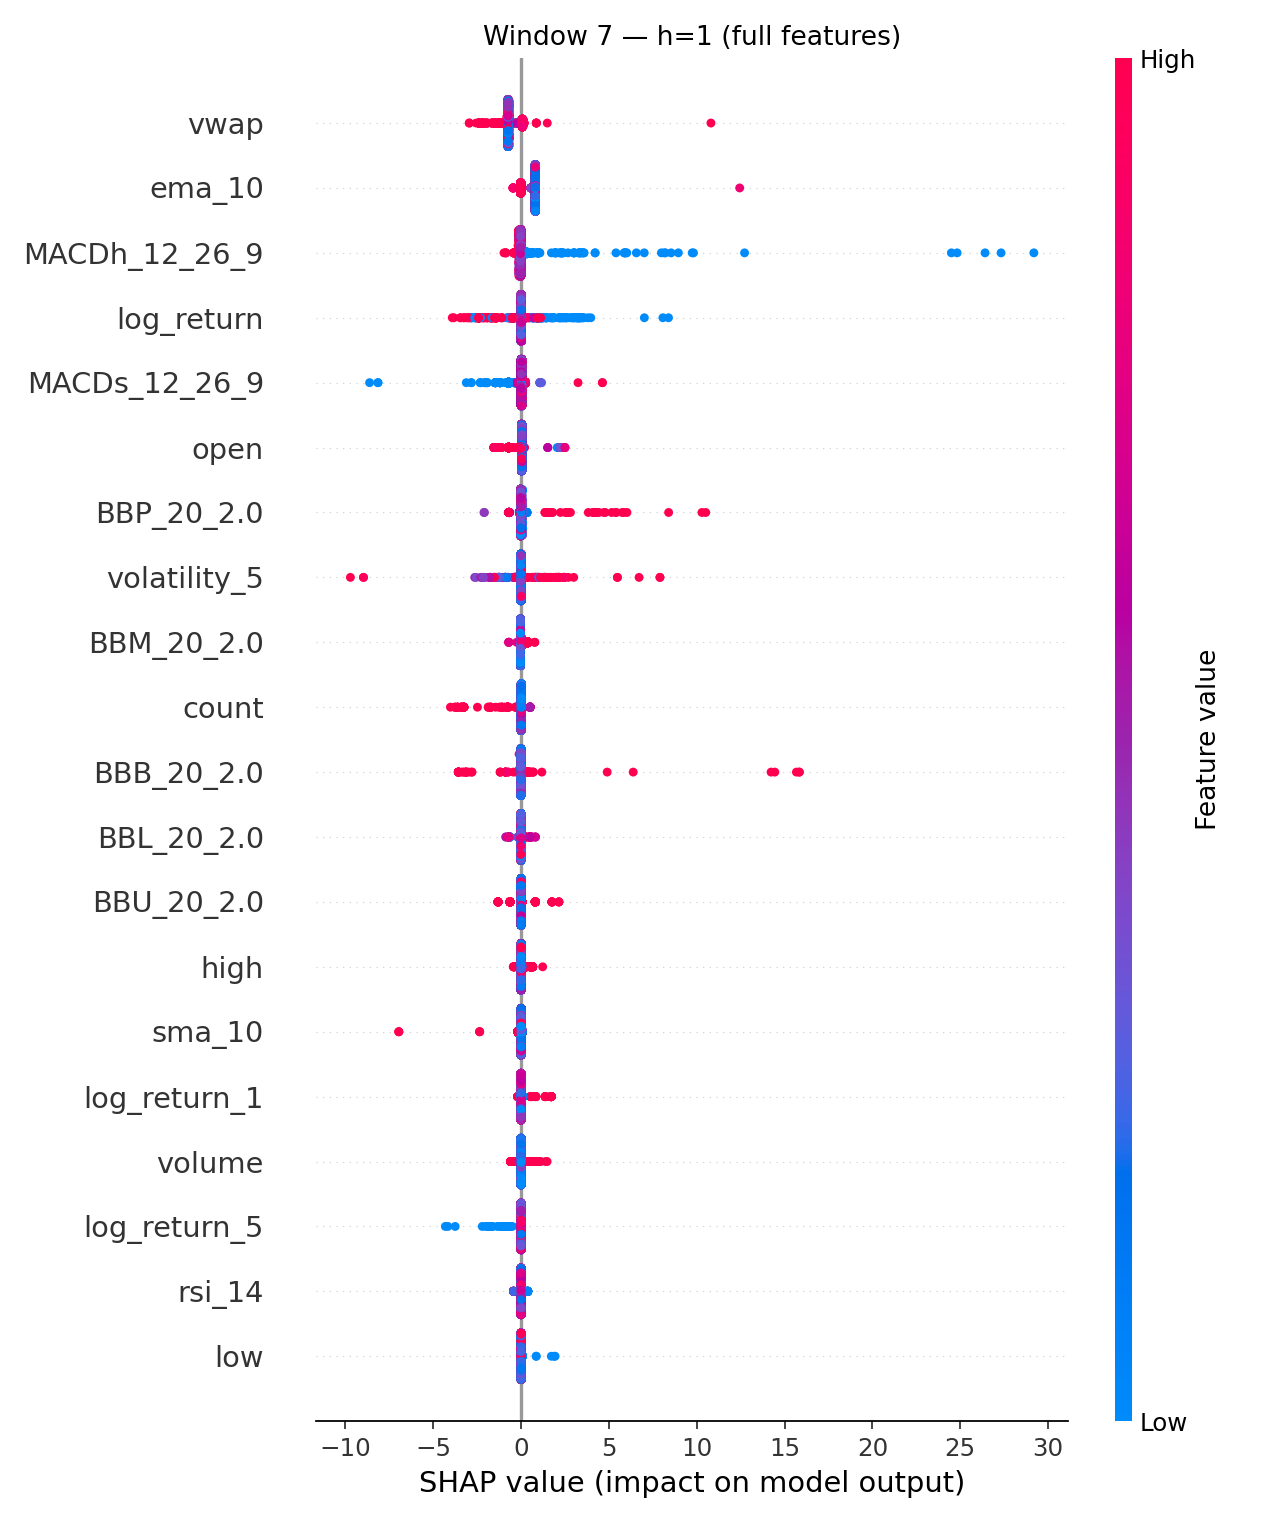 Window 7 — h=1 (full features)
High
vwap
ema_10
MACDh_12_26_9
log_return
MACDs_12_26_9
open
BBP_20_2.0
volatility_5
BBM_20_2.0
count
BBB_20_2.0
BBL_20_2.0
BBU_20_2.0
high
sma_10
log_return_1
volume
log_return_5
rsi_14
low
Feature value
Low
−10 −5 0 5 10 15 20 25 30
SHAP value (impact on model output)